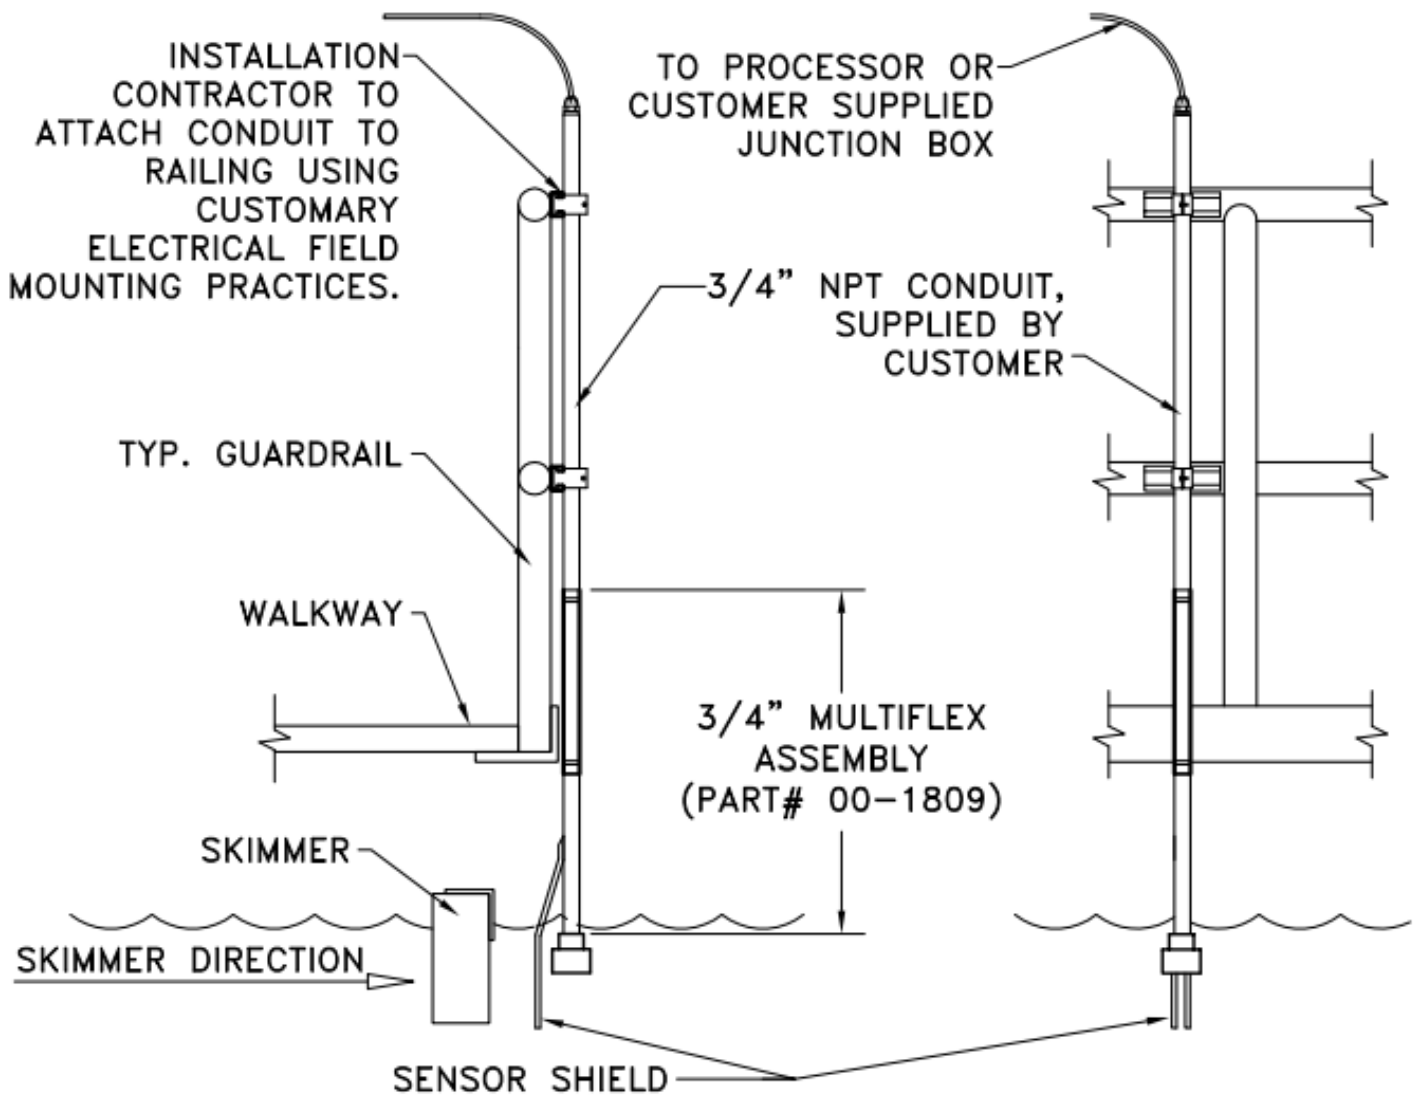 INSTALLATION
CONTRACTOR TO
ATTACH CONDUIT TO
RAILING USING
CUSTOMARY
ELECTRICAL FIELD
MOUNTING PRACTICES.
TO PROCESSOR OR
CUSTOMER SUPPLIED
JUNCTION BOX
3/4” NPT CONDUIT,
SUPPLIED BY
CUSTOMER
TYP. GUARDRAIL
WALKWAY
3/4” MULTIFLEX
ASSEMBLY
(PART# 00-1809)
SKIMMER
SKIMMER DIRECTION
SENSOR SHIELD